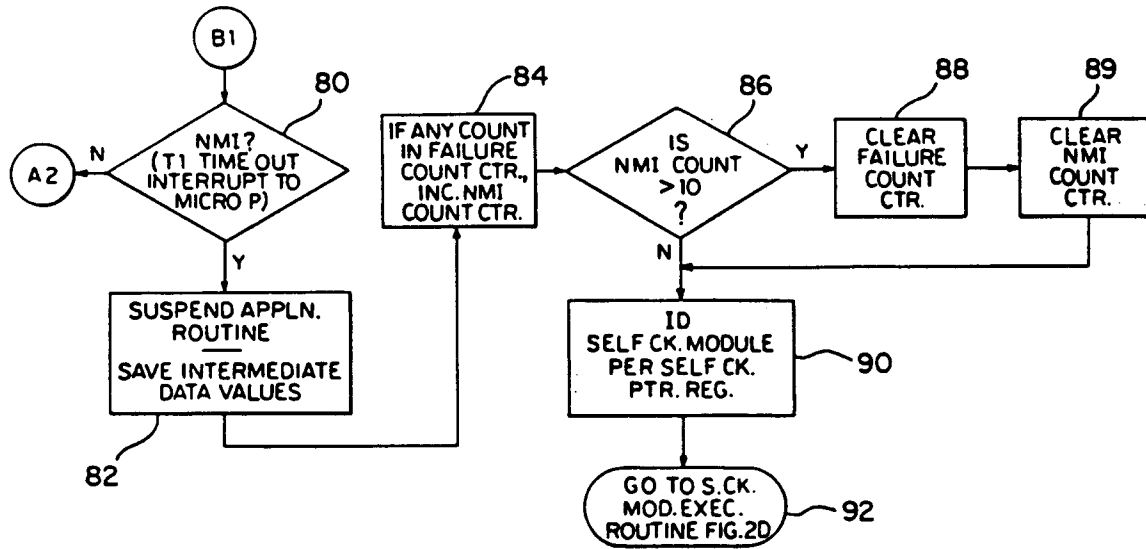 B1
80
NMI?
(T1 TIME OUT
INTERRUPT TO
MICRO P)
N
A2
Y
SUSPEND APPLN.
ROUTINE
SAVE INTERMEDIATE
DATA VALUES
82
84
IF ANY COUNT
IN FAILURE
COUNT CTR.,
INC. NMI
COUNT CTR.
86
IS
NMI COUNT
>10
?
Y
N
88
CLEAR
FAILURE
COUNT
CTR.
89
CLEAR
NMI
COUNT
CTR.
ID
SELF CK. MODULE
PER SELF CK.
PTR. REG.
90
GO TO S.CK.
MOD. EXEC.
ROUTINE FIG.2D
92